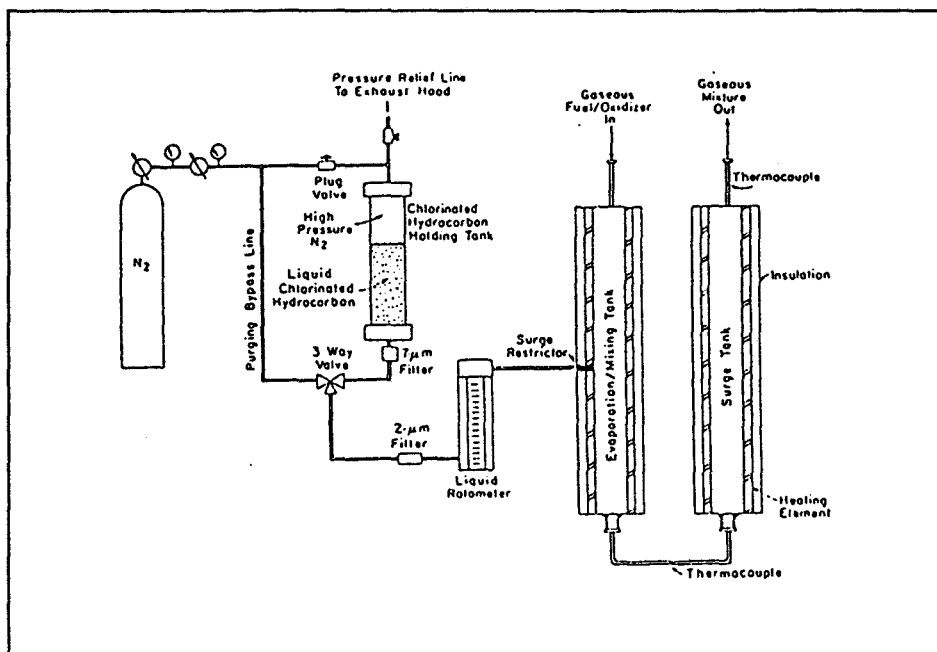 Pressure Relief Line
To Exhaust Hood
Gaseous
Fuel/Oxidizer
In
Gaseous
Mixture
Out
Plug
Valve
Thermocouple
High
Pressure
N2
Chlorinated
Hydrocarbon
Holding Tank
N2
Liquid
Chlorinated
Hydrocarbon
Insulation
Purging Bypass Line
3 Way
Valve
7μm
Filter
Surge
Restrictor
Evaporation/Mixing Tank
Surge Tank
2-μm
Filter
Liquid
Rotometer
Heating
Element
Thermocouple